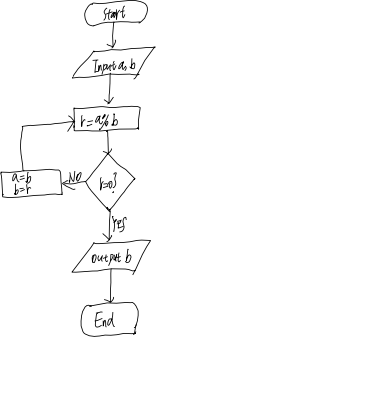 Start
Input a, b
r=a%b
r=0?
NO
a=b
b=r
Yes
Output b
End